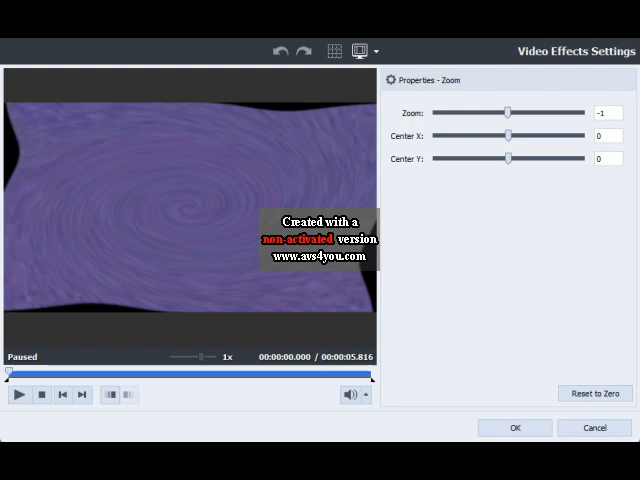 Video Effects Settings
Properties - Zoom
Zoom: -1
Center X: 0
Center Y: 0
Created with a
non-activated version
www.avs4you.com
Paused 1x 00:00:00.000 / 00:00:05.816
Reset to Zero
OK Cancel